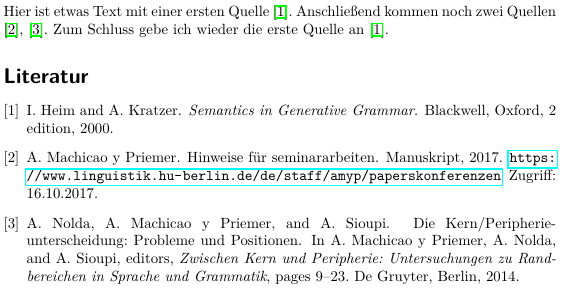 Hier ist etwas Text mit einer ersten Quelle [1]. Anschließend kommen noch zwei Quellen
[2], [3]. Zum Schluss gebe ich wieder die erste Quelle an [1].
Literatur
[1] I. Heim and A. Kratzer. Semantics in Generative Grammar. Blackwell, Oxford, 2
edition, 2000.
[2] A. Machicao y Priemer. Hinweise für seminararbeiten. Manuskript, 2017. https:
//www.linguistik.hu-berlin.de/de/staff/amyp/paperskonferenzen Zugriff:
16.10.2017.
[3] A. Nolda, A. Machicao y Priemer, and A. Sioupi. Die Kern/Peripherie-
unterscheidung: Probleme und Positionen. In A. Machicao y Priemer, A. Nolda,
and A. Sioupi, editors, Zwischen Kern und Peripherie: Untersuchungen zu Rand-
bereichen in Sprache und Grammatik, pages 9–23. De Gruyter, Berlin, 2014.